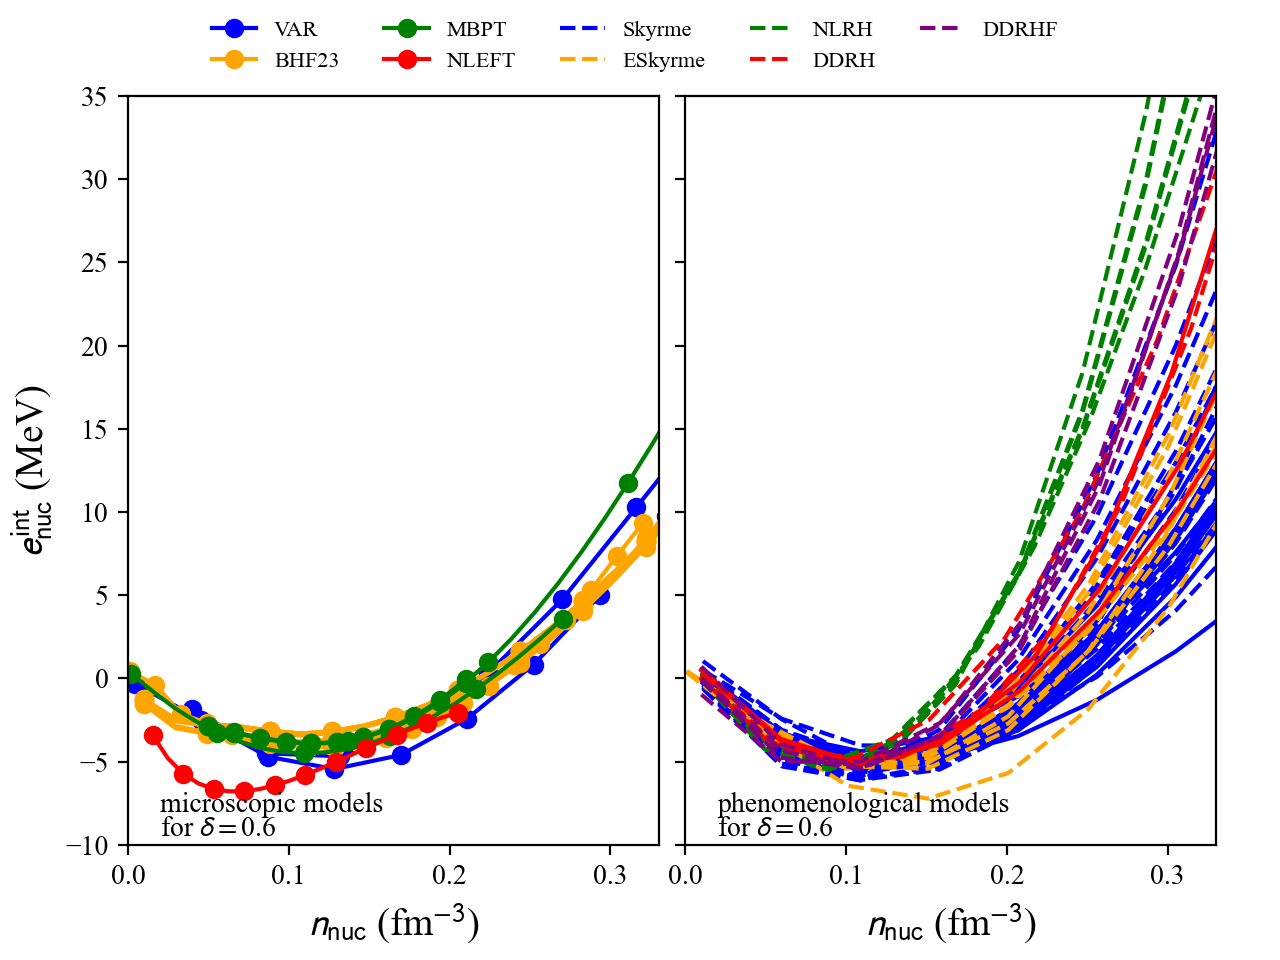 VAR MBPT Skyrme NLRH DDRHF
BHF23 NLEFT ESkyrme DDRH
35
30
25
20
15
10
5
0
−5
−10
e_nuc^int (MeV)
microscopic models
for δ = 0.6
phenomenological models
for δ = 0.6
0.0 0.1 0.2 0.3
0.0 0.1 0.2 0.3
n_nuc (fm⁻³)
n_nuc (fm⁻³)